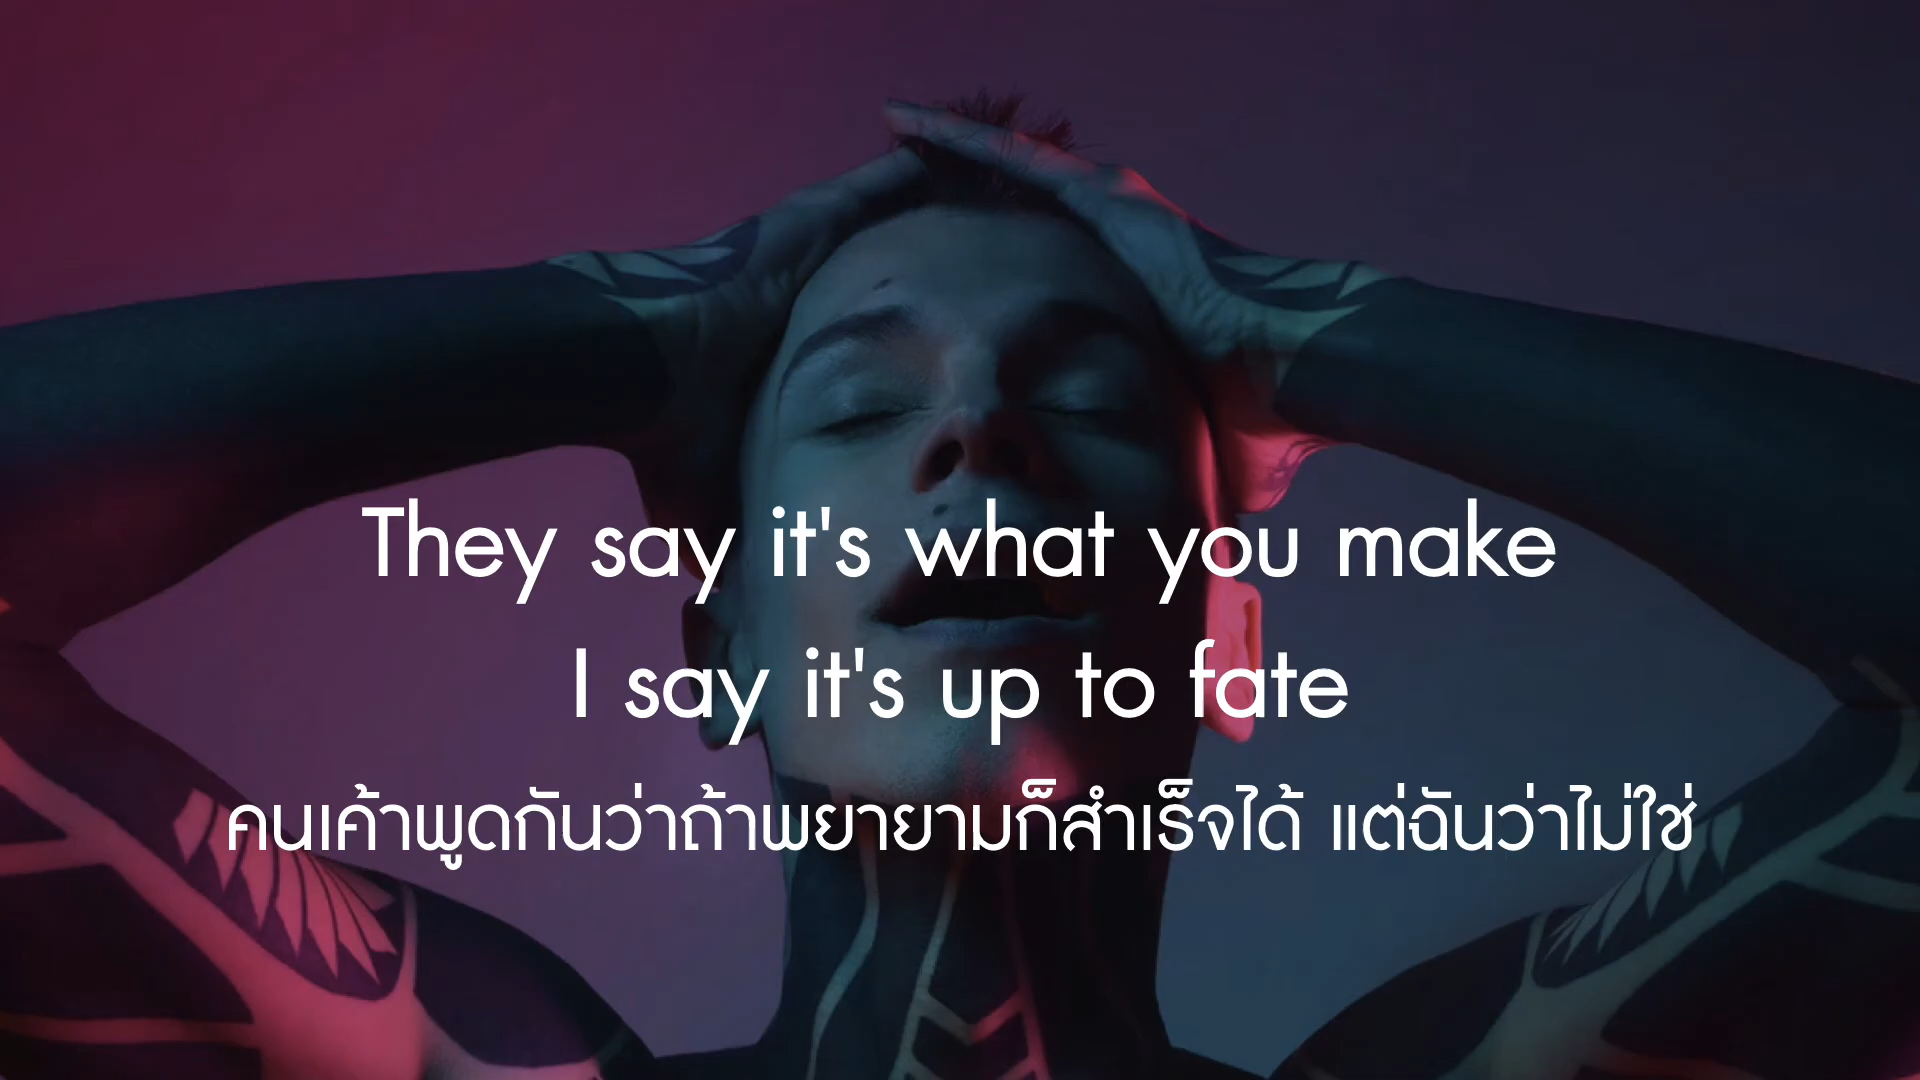 They say it's what you make
I say it's up to fate
คนเค้าพูดกันว่าถ้าพยายามก็สำเร็จได้ แต่ฉันว่าไม่ใช่